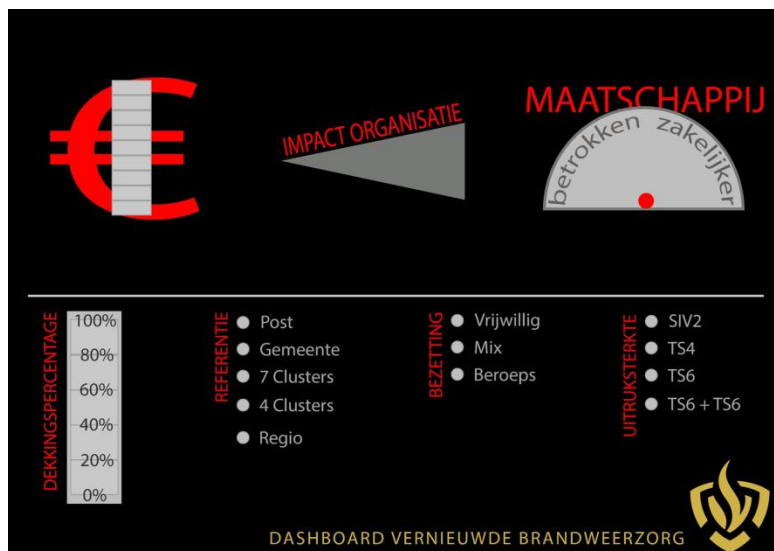 €
IMPACT ORGANISATIE
MAATSCHAPPIJ
betrokken zakelijker
DEKKINGSPERCENTAGE
100%
80%
60%
40%
20%
0%
REFERENTIE
Post
Gemeente
7 Clusters
4 Clusters
Regio
BEZETTING
Vrijwillig
Mix
Beroeps
UITRUKSTERKTE
SIV2
TS4
TS6
TS6 + TS6
DASHBOARD VERNIEUWDE BRANDWEERZORG